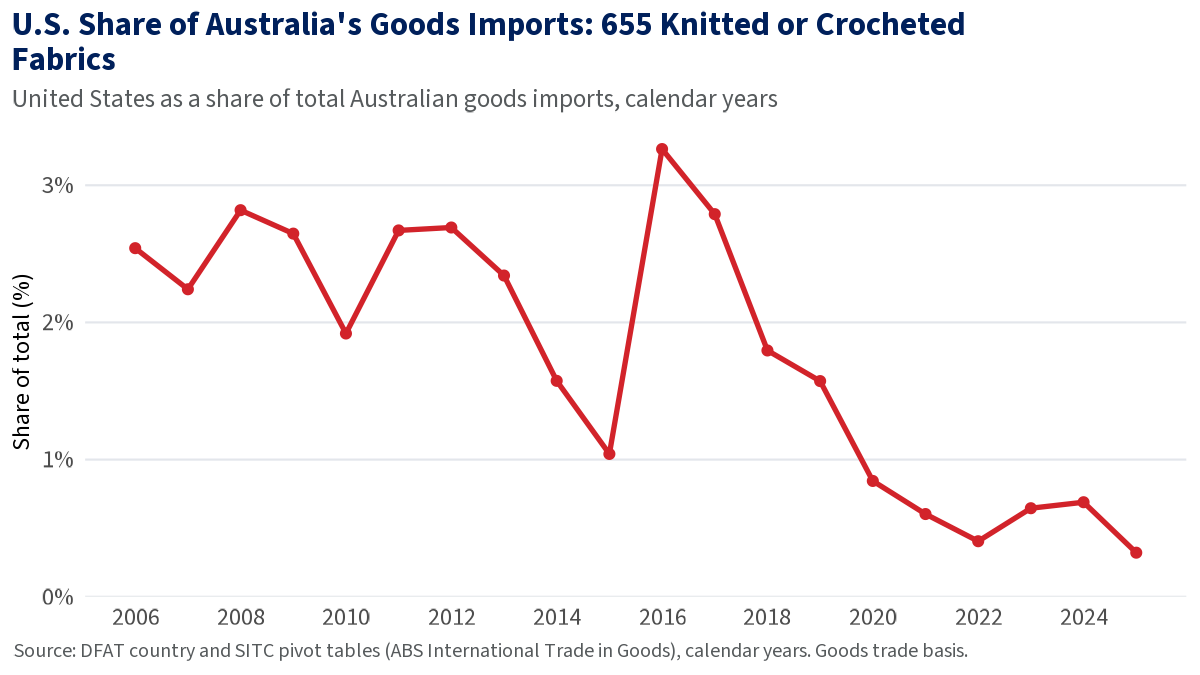 U.S. Share of Australia's Goods Imports: 655 Knitted or Crocheted
Fabrics
United States as a share of total Australian goods imports, calendar years
Share of total (%)
3%
2%
1%
0%
2006 2008 2010 2012 2014 2016 2018 2020 2022 2024
Source: DFAT country and SITC pivot tables (ABS International Trade in Goods), calendar years. Goods trade basis.